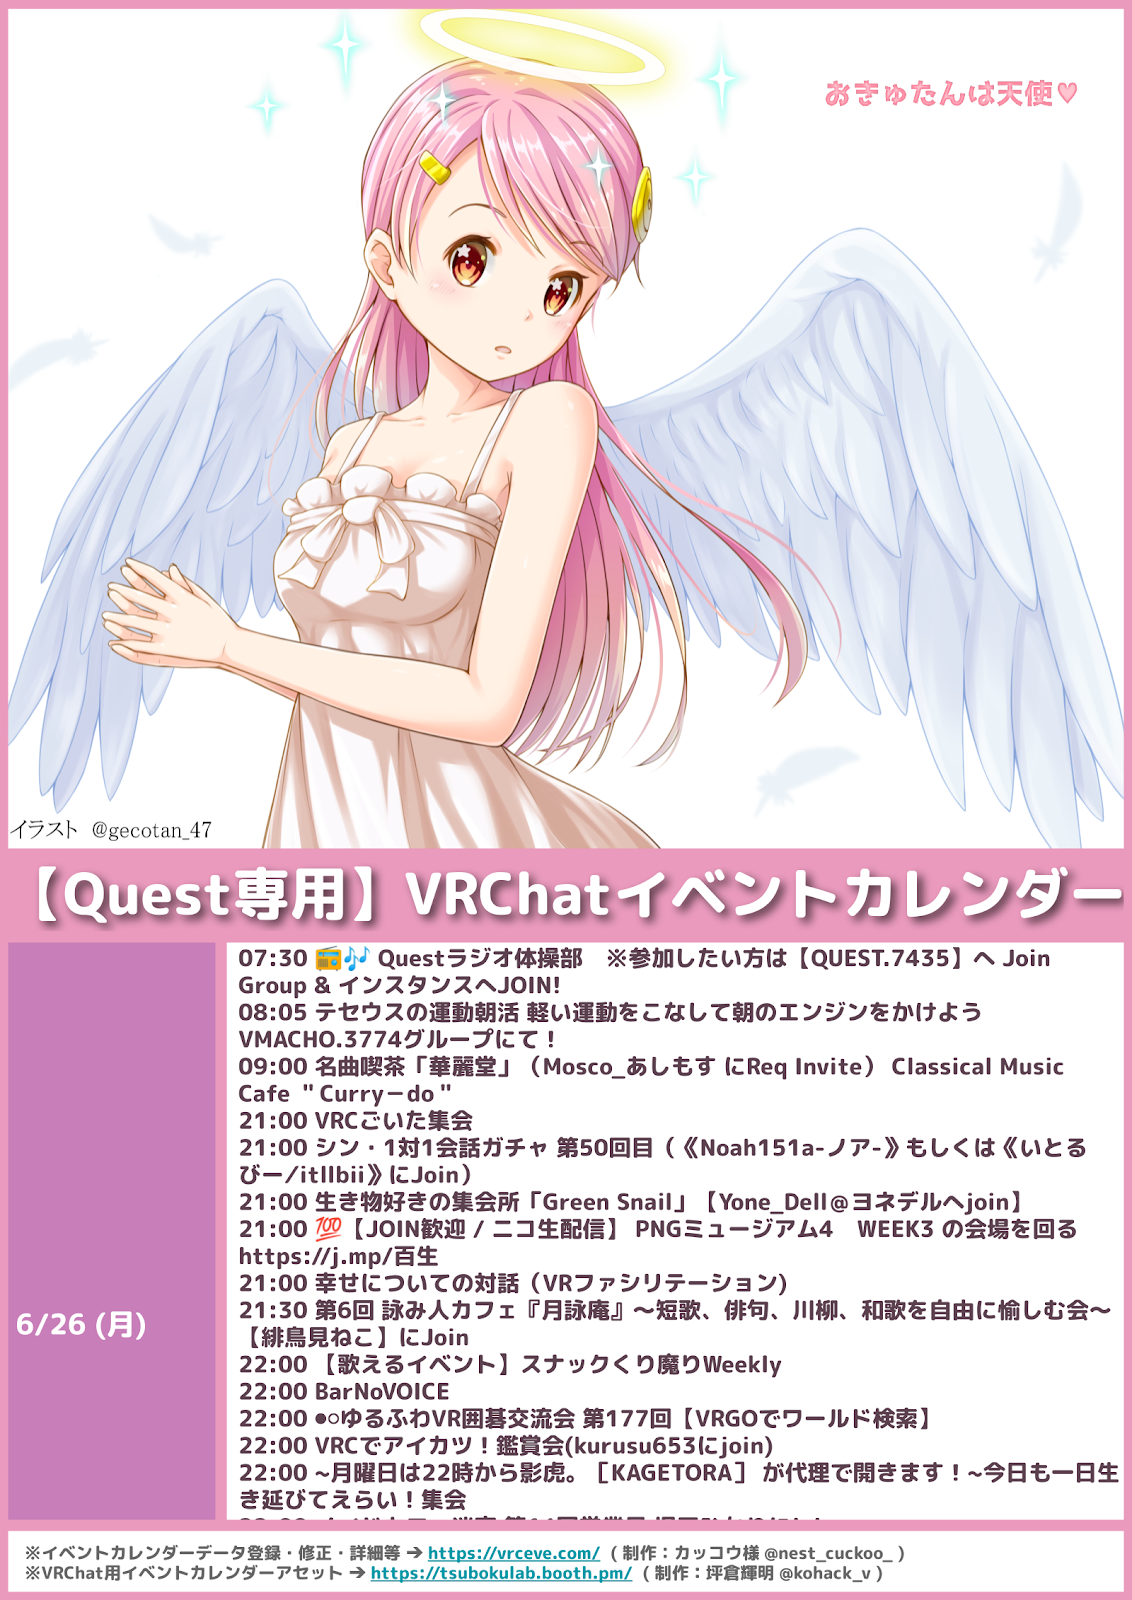 おきゅたんは天使♥
イラスト @gecotan_47
【Quest専用】VRChatイベントカレンダー
6/26 (月)
07:30 📻🎶 Questラジオ体操部　※参加したい方は【QUEST.7435】へ Join
Group & インスタンスへJOIN!
08:05 テセウスの運動朝活 軽い運動をこなして朝のエンジンをかけよう
VMACHO.3774グループにて！
09:00 名曲喫茶「華麗堂」（Mosco_あしもす にReq Invite） Classical Music
Cafe ＂Curry－do＂
21:00 VRCごいた集会
21:00 シン・1対1会話ガチャ 第50回目（《Noah151a-ノア-》もしくは《いとる
びー/itllbii》にJoin）
21:00 生き物好きの集会所「Green Snail」【Yone_Dell＠ヨネデルへjoin】
21:00 💯【JOIN歓迎 / ニコ生配信】 PNGミュージアム4　WEEK3 の会場を回る
https://j.mp/百生
21:00 幸せについての対話（VRファシリテーション)
21:30 第6回 詠み人カフェ『月詠庵』～短歌、俳句、川柳、和歌を自由に愉しむ会～
【緋鳥見ねこ】にJoin
22:00 【歌えるイベント】スナックくり魔りWeekly
22:00 BarNoVOICE
22:00 ●○ゆるふわVR囲碁交流会 第177回【VRGOでワールド検索】
22:00 VRCでアイカツ！鑑賞会(kurusu653にjoin)
22:00 ~月曜日は22時から影虎。［KAGETORA］ が代理で開きます！~今日も一日生
き延びてえらい！集会
※イベントカレンダーデータ登録・修正・詳細等 ➔ https://vrceve.com/ ( 制作：カッコウ様 @nest_cuckoo_ )
※VRChat用イベントカレンダーアセット ➔ https://tsubokulab.booth.pm/ ( 制作：坪倉輝明 @kohack_v )